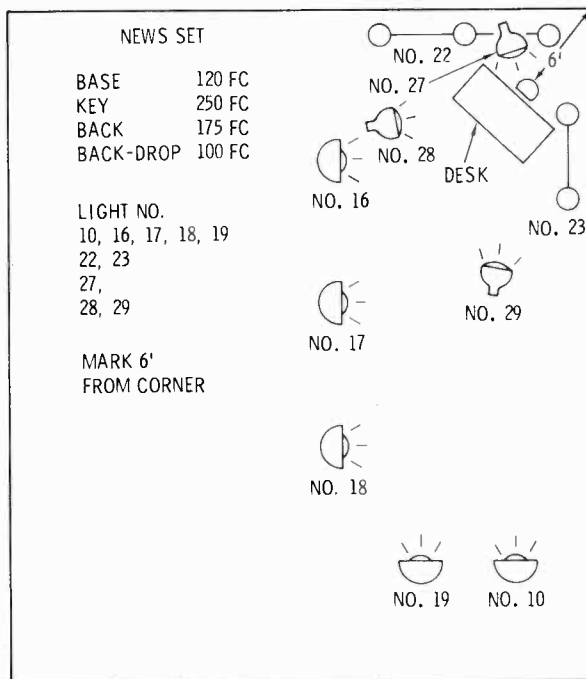 NEWS SET
BASE 120 FC
KEY 250 FC
BACK 175 FC
BACK-DROP 100 FC
LIGHT NO.
10, 16, 17, 18, 19
22, 23
27,
28, 29
MARK 6'
FROM CORNER
NO. 22
6'
NO. 27
NO. 28
DESK
NO. 16
NO. 23
NO. 29
NO. 17
NO. 18
NO. 19
NO. 10